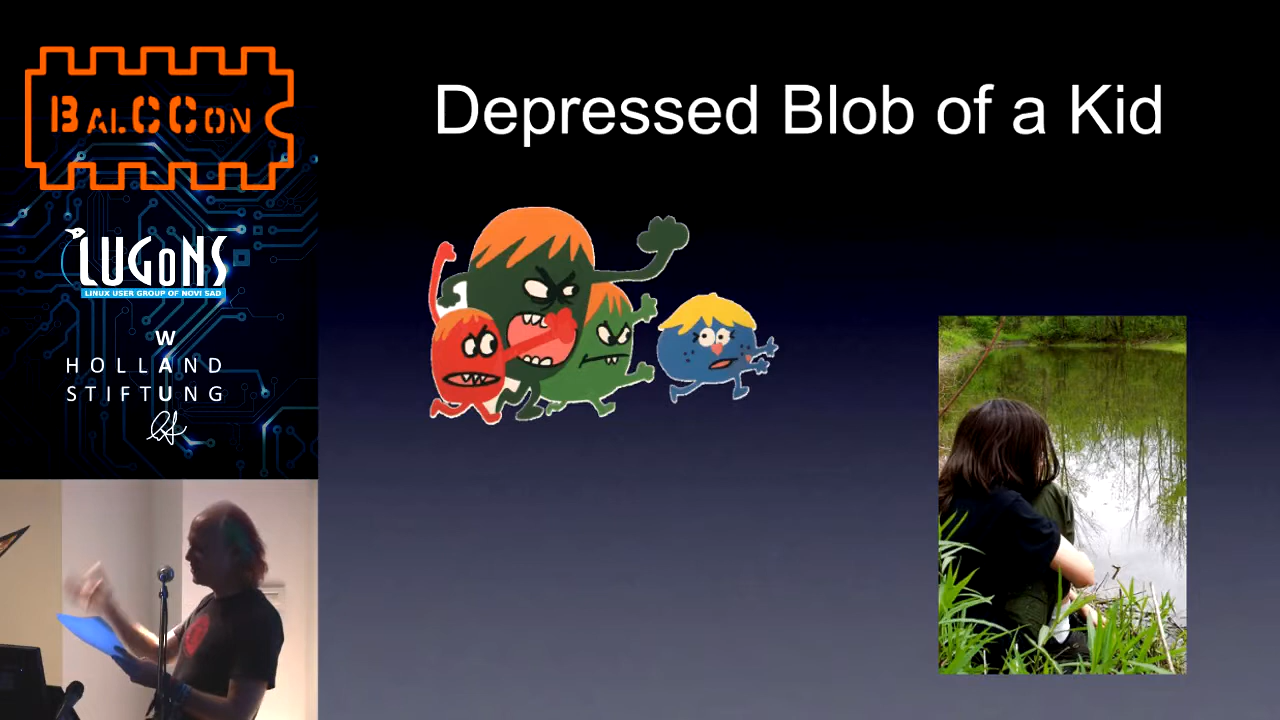 BALCCON
LUGONS
LINUX USER GROUP OF NOVI SAD
W
HOLLAND
STIFTUNG
Depressed Blob of a Kid